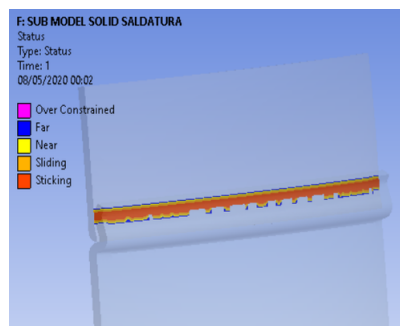 F: SUB MODEL SOLID SALDATURA
Status
Type: Status
Time: 1
08/05/2020 00:02
Over Constrained
Far
Near
Sliding
Sticking